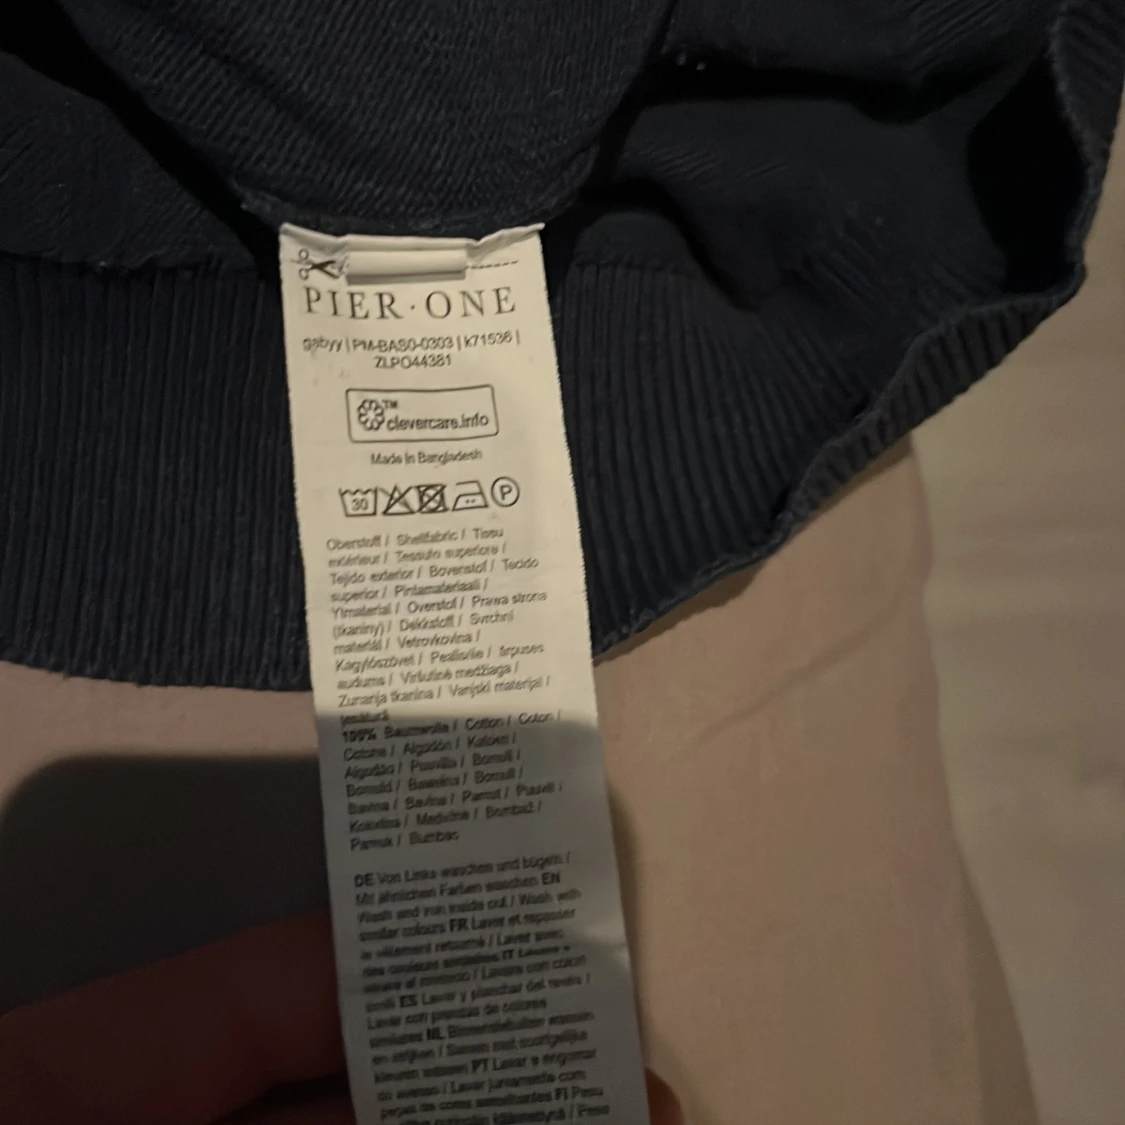 PIER·ONE
gabyy | PM-BAS0-0303 | k71536 |
ZLPO44381
TM
clevercare.info
Made in Bangladesh
30 P
Oberstoff / Shellfabric / Tissu
extérieur / Tessuto superiore /
Tejido exterior / Bovenstof / Tecido
superior / Pintamateriaali /
Ytmaterial / Overstof / Prawa strona
(tkaniny) / Dekkstoff / Svrchní
materiál / Vetrovkovina /
Kagylószövet / Pealisriie / ārpuses
audums / Viršutinė medžiaga /
Zunanja tkanina / Vanjski materijal /
țesătură
100% Baumwolle / Cotton / Coton /
Cotone / Algodón / Katoen /
Algodão / Puuvilla / Bomull /
Bomuld / Bawełna / Bomull /
Bavlna / Bavlna / Pamut / Puuvill /
Kokvilna / Medvilnė / Bombaž /
Pamuk / Bumbac
DE Von Links waschen und bügeln /
Mit ähnlichen Farben waschen EN
Wash and iron inside out / Wash with
similar colours FR Laver et repasser
le vêtement retourné / Laver avec
des couleurs similaires IT Lavare e
stirare al rovescio / Lavare con colori
simili ES Lavar y planchar del revés /
Lavar con prendas de colores
similares NL Binnenstebuiten wassen
en strijken / Samen met soortgelijke
kleuren wassen PT Lavar e engomar
do avesso / Lavar juntamente com
peças de cores semelhantes FI Pesu
/ Pese